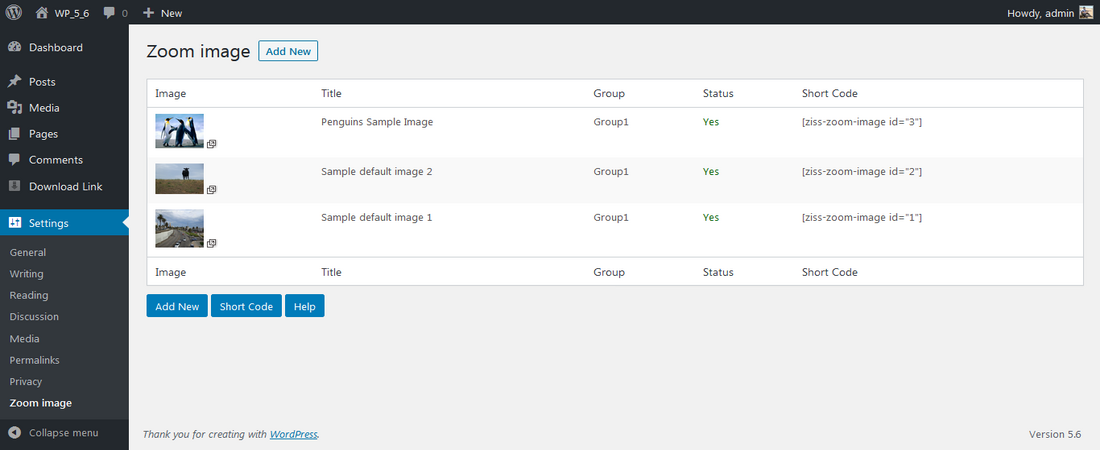 WP_5_6 0 New Howdy, admin
Dashboard
Posts
Media
Pages
Comments
Download Link
Settings
General
Writing
Reading
Discussion
Media
Permalinks
Privacy
Zoom image
Collapse menu
Zoom image Add New
Image Title Group Status Short Code
Penguins Sample Image Group1 Yes [ziss-zoom-image id="3"]
Sample default image 2 Group1 Yes [ziss-zoom-image id="2"]
Sample default image 1 Group1 Yes [ziss-zoom-image id="1"]
Image Title Group Status Short Code
Add New Short Code Help
Thank you for creating with WordPress. Version 5.6